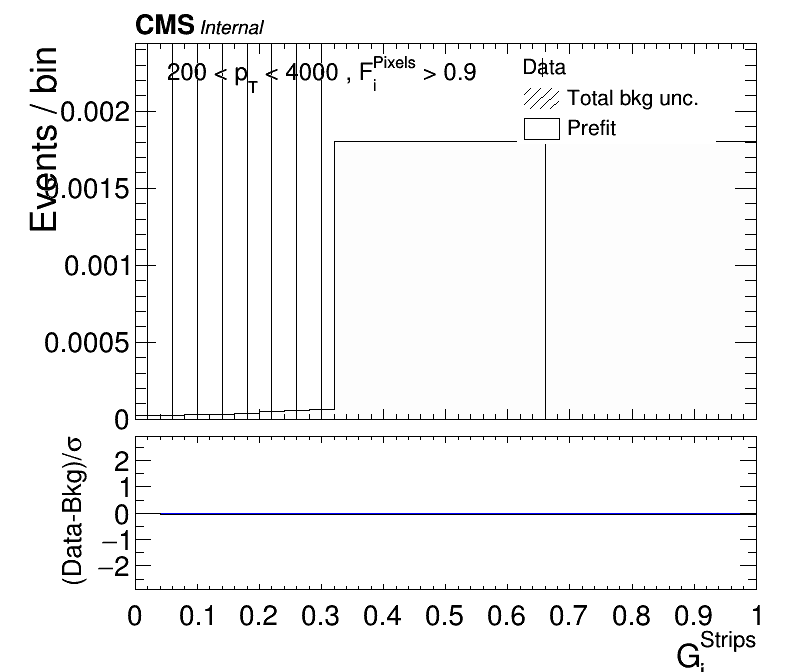 CMS Internal
200 < p_T < 4000 , F_i^Pixels > 0.9
Data
Total bkg unc.
Prefit
Events / bin
0.002
0.0015
0.001
0.0005
0
(Data-Bkg)/σ
2
1
0
−1
−2
0 0.1 0.2 0.3 0.4 0.5 0.6 0.7 0.8 0.9 1
G_i^Strips